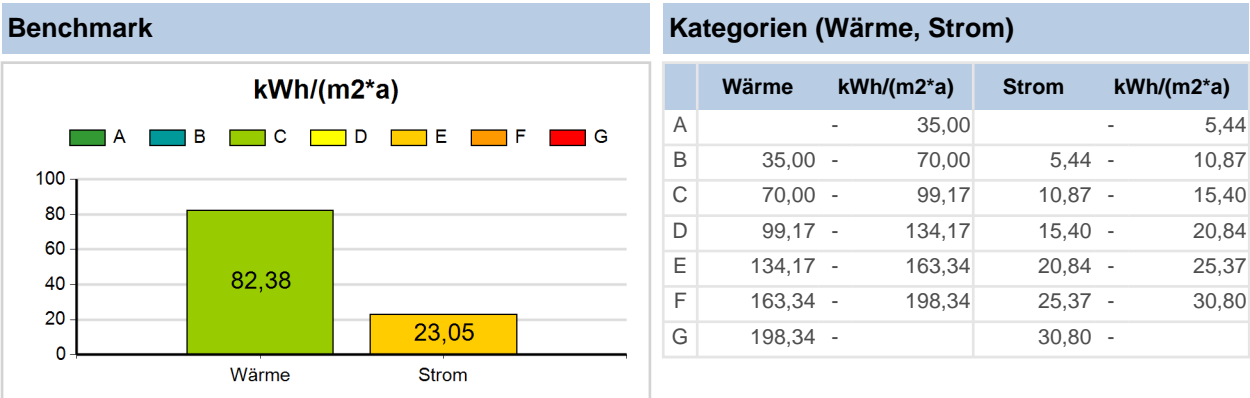 Benchmark
kWh/(m2*a)
A B C D E F G
100
80
60
40
20
0
82,38
23,05
Wärme Strom
Kategorien (Wärme, Strom)
Wärme kWh/(m2*a) Strom kWh/(m2*a)
A - 35,00 - 5,44
B 35,00 - 70,00 5,44 - 10,87
C 70,00 - 99,17 10,87 - 15,40
D 99,17 - 134,17 15,40 - 20,84
E 134,17 - 163,34 20,84 - 25,37
F 163,34 - 198,34 25,37 - 30,80
G 198,34 - 30,80 -